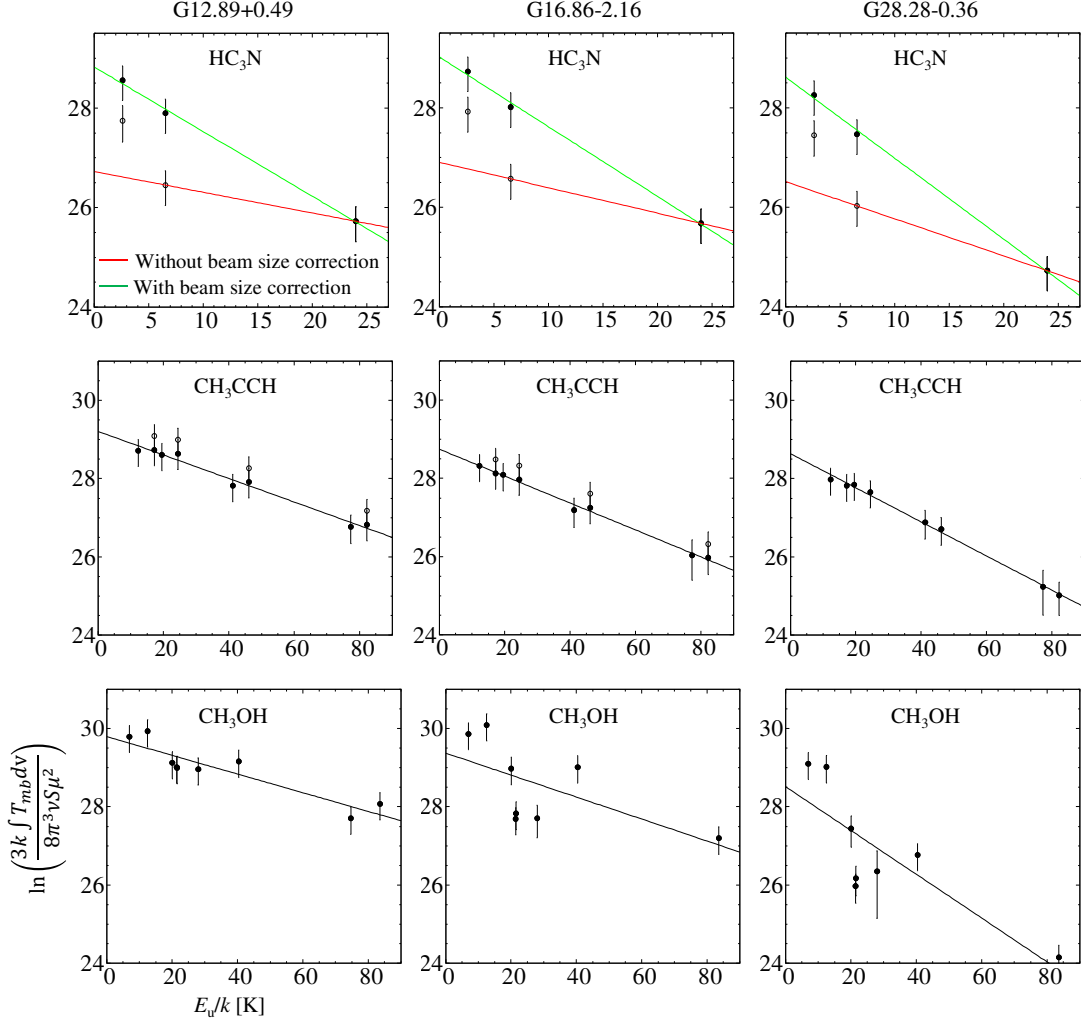 G12.89+0.49 G16.86-2.16 G28.28-0.36
HC₃N HC₃N HC₃N
28 28 28
26 26 26
Without beam size correction
With beam size correction
24 24 24
0 5 10 15 20 25 0 5 10 15 20 25 0 5 10 15 20 25
CH₃CCH CH₃CCH CH₃CCH
30 30 30
28 28 28
26 26 26
24 24 24
0 20 40 60 80 0 20 40 60 80 0 20 40 60 80
CH₃OH CH₃OH CH₃OH
30 30 30
28 28 28
26 26 26
24 24 24
0 20 40 60 80 0 20 40 60 80 0 20 40 60 80
ln(3k ∫ T_mb dv / 8π³νSμ²)
E_u/k [K]